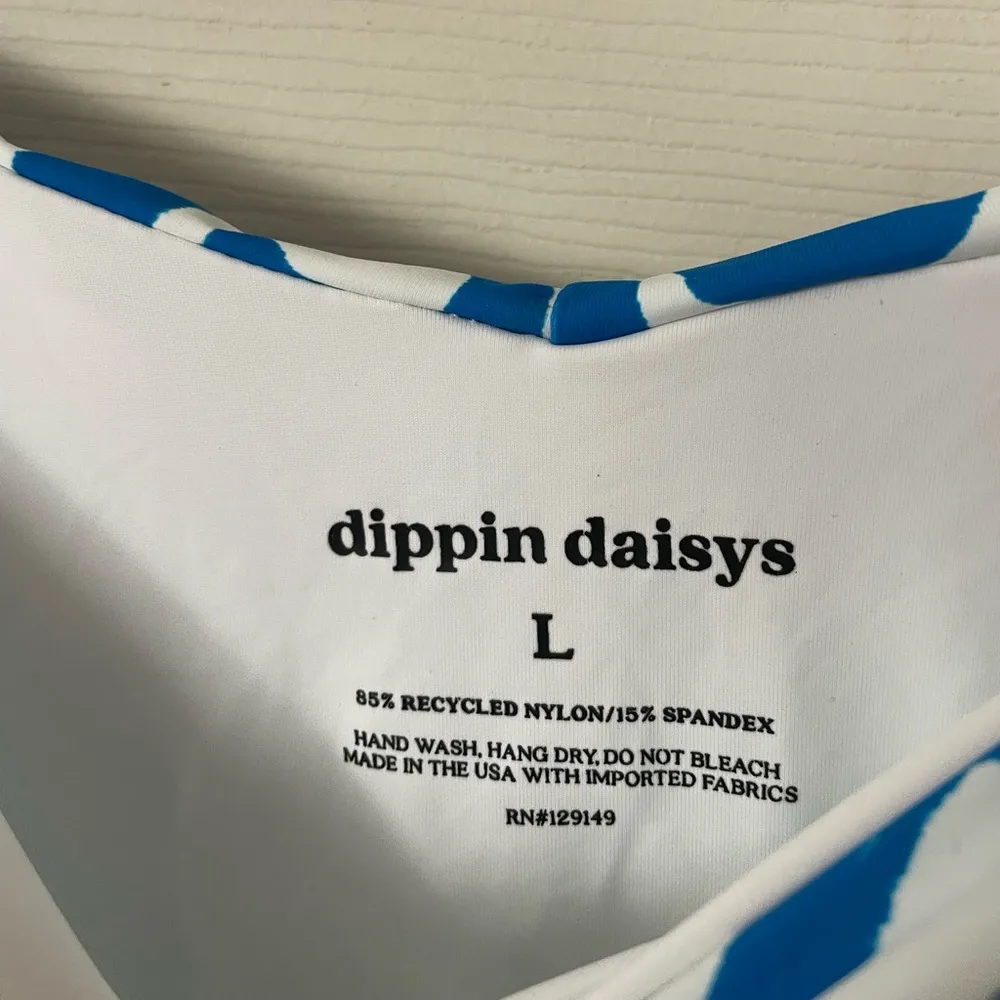 dippin daisys
L
85% RECYCLED NYLON/15% SPANDEX
HAND WASH, HANG DRY, DO NOT BLEACH
MADE IN THE USA WITH IMPORTED FABRICS
RN#129149